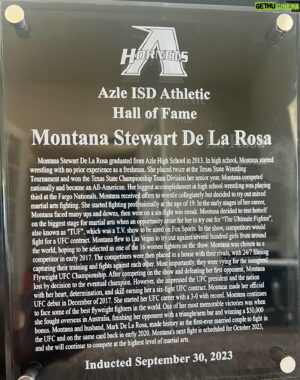 GETHUCINEMA
A
HORNETS
Azle ISD Athletic
Hall of Fame
Montana Stewart De La Rosa
Montana Stewart De La Rosa graduated from Azle High School in 2013. In high school, Montana started
wrestling with no prior experience as a freshman. She placed twice at the Texas State Wrestling
Tournament and won the Texas State Championship Team Division her senior year. Montana competed
nationally and became an All-American. Her biggest accomplishment in high school wrestling was placing
third at the Fargo Nationals. Montana received offers to wrestle collegiately but decided to try out mixed
martial arts fighting. She started fighting professionally at the age of 19. In the early stages of her career,
Montana faced many ups and downs, then went on a six-fight win streak. Montana decided to test herself
on the biggest stage for martial arts when an opportunity arose for her to try out for "The Ultimate Fighter",
also known as "TUF", which was a T.V. show to be aired on Fox Sports. In the show, competitors would
fight for a UFC contract. Montana flew to Las Vegas to try out against several hundred girls from around
the world, hoping to be selected as one of the 16 women fighters on the show. Montana was chosen as a
competitor in early 2017. The competitors were then placed in a house with their rivals, with 24/7 filming
capturing their training and fights against each other. Most importantly, they were vying for the inaugural
Flyweight UFC Championship. After competing on the show and defeating her first opponent, Montana
lost by decision to the eventual champion. However, she impressed the UFC president and the nation
with her heart, determination, and skill earning her a six-fight UFC contract. Montana made her official
UFC debut in December of 2017. She started her UFC career with a 3-0 win record. Montana continues
to face some of the best flyweight fighters in the world. One of her most memorable victories was when
she fought overseas in Australia, finishing her opponent with a triangle/arm bar and winning a $50,000
bonus. Montana and husband, Mark De La Rosa, made history as the first-ever married couple to fight in
the UFC and on the same card back in early 2020. Montana's next fight is scheduled for October 2023,
and she will continue to compete at the highest level of martial arts.
Inducted September 30, 2023